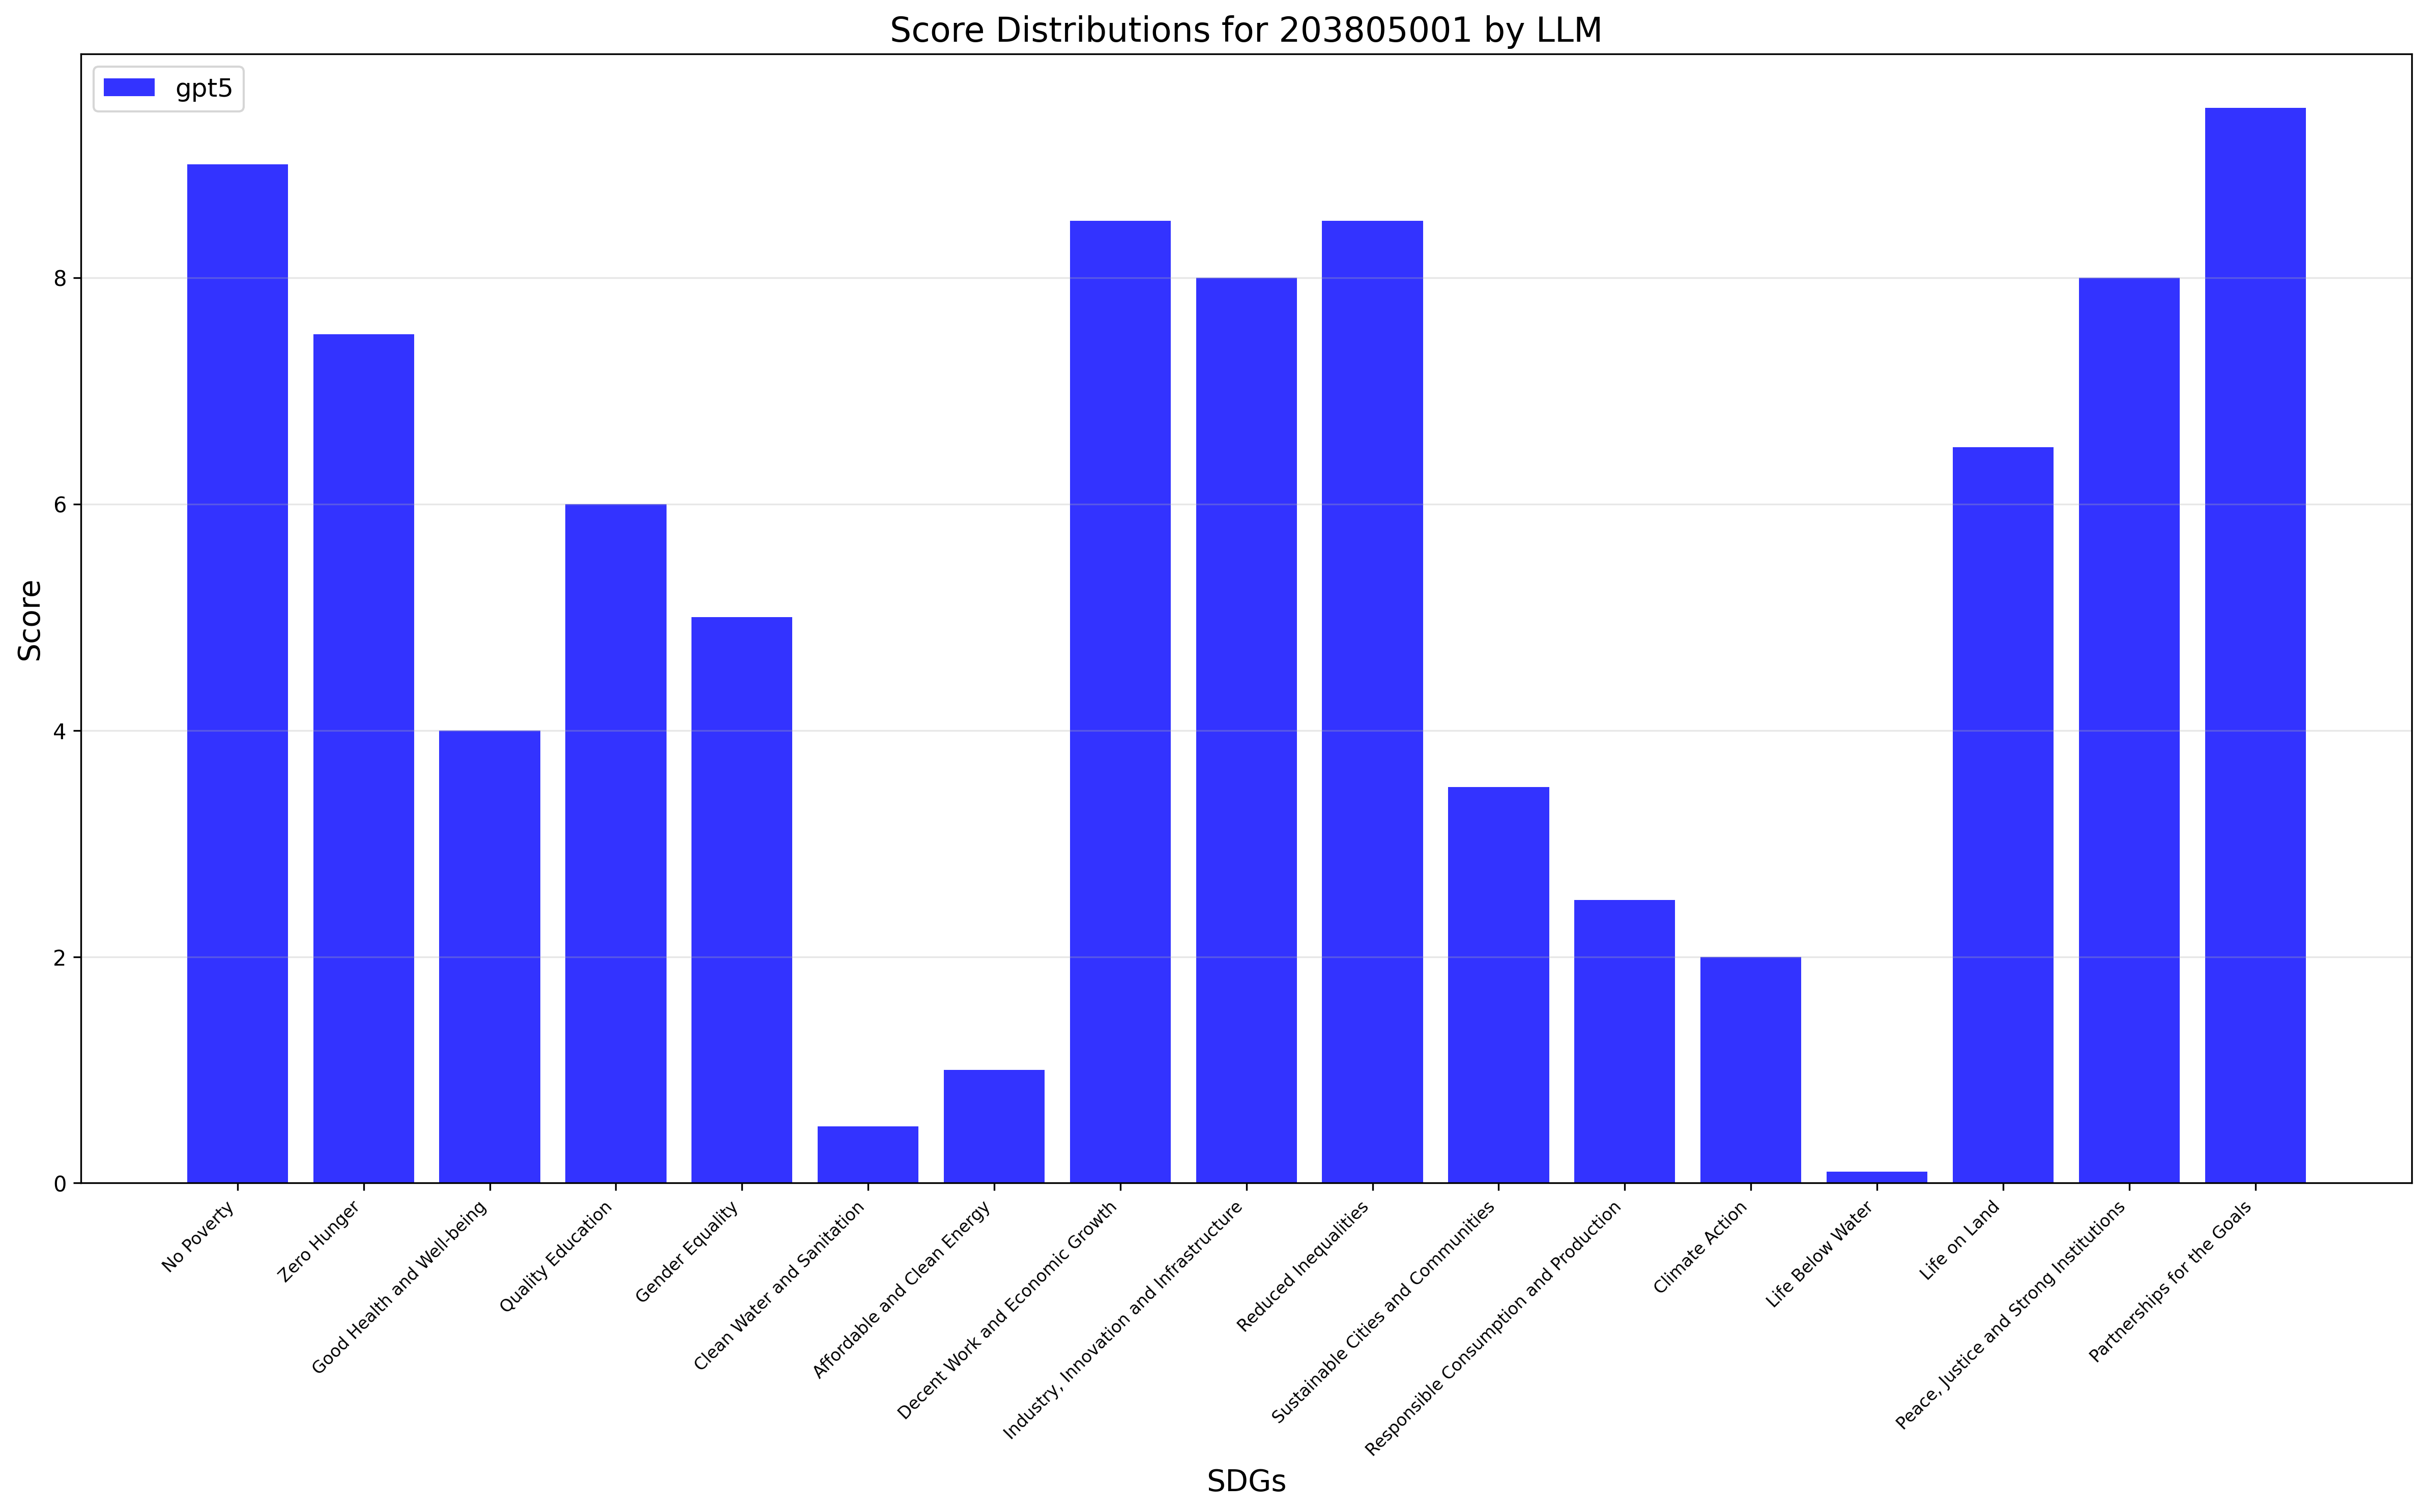 Score Distributions for 203805001 by LLM
gpt5
Score
8
6
4
2
0
No Poverty
Zero Hunger
Good Health and Well-being
Quality Education
Gender Equality
Clean Water and Sanitation
Affordable and Clean Energy
Decent Work and Economic Growth
Industry, Innovation and Infrastructure
Reduced Inequalities
Sustainable Cities and Communities
Responsible Consumption and Production
Climate Action
Life Below Water
Life on Land
Peace, Justice and Strong Institutions
Partnerships for the Goals
SDGs